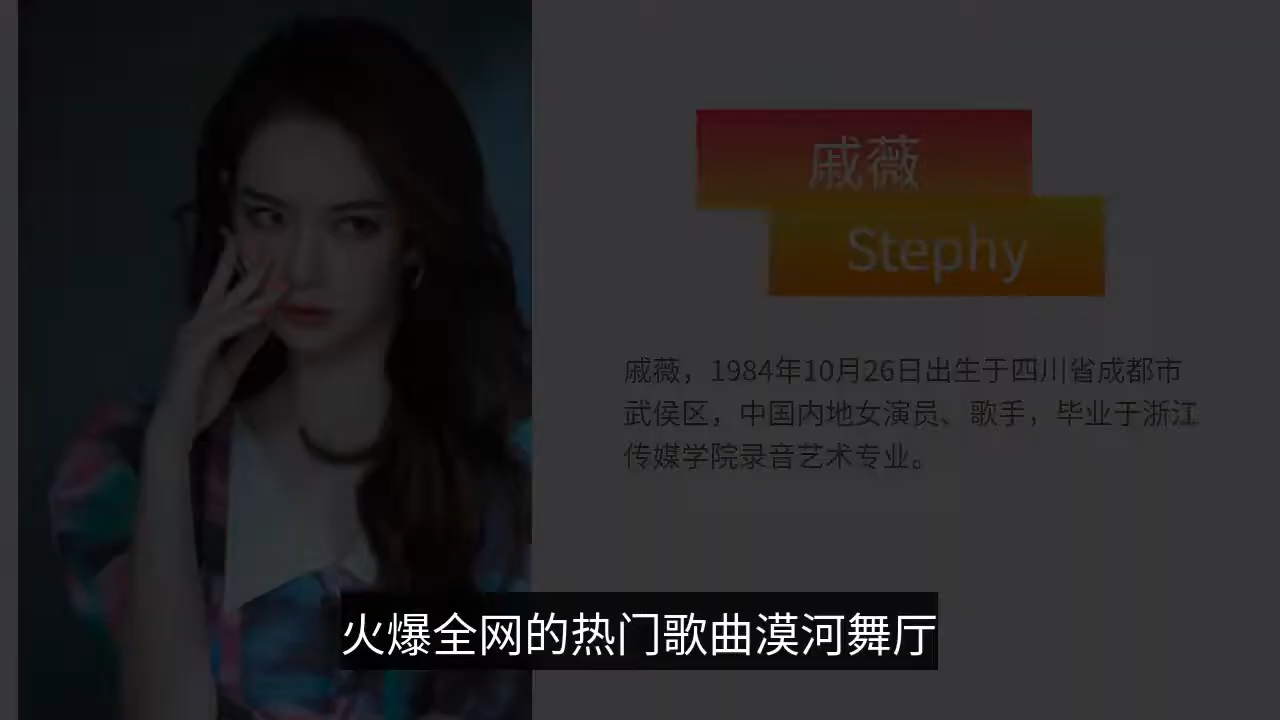 戚薇
Stephy
戚薇，1984年10月26日出生于四川省成都市
武侯区，中国内地女演员、歌手，毕业于浙江
传媒学院录音艺术专业。
火爆全网的热门歌曲漠河舞厅